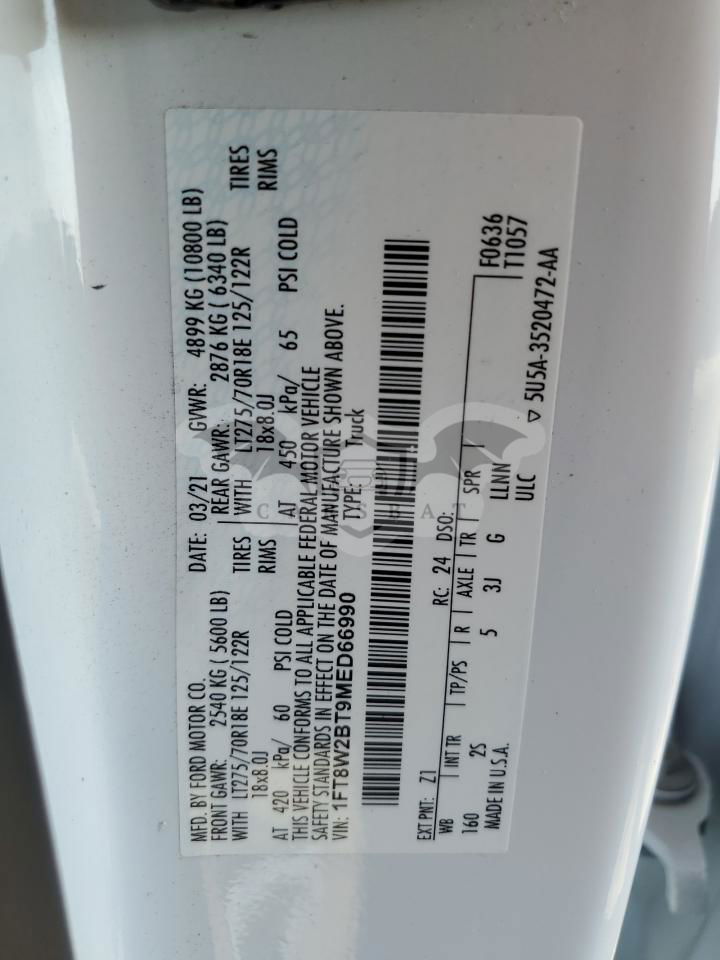 MFD. BY FORD MOTOR CO. DATE: 03/21 GVWR: 4899 KG (10800 LB)
FRONT GAWR: 2540 KG ( 5600 LB) REAR GAWR: 2876 KG ( 6340 LB)
WITH LT275/70R18E 125/122R TIRES WITH LT275/70R18E 125/122R TIRES
18x8.0J RIMS 18x8.0J RIMS
AT 420 kPa/ 60 PSI COLD AT 450 kPa/ 65 PSI COLD
THIS VEHICLE CONFORMS TO ALL APPLICABLE FEDERAL MOTOR VEHICLE
SAFETY STANDARDS IN EFFECT ON THE DATE OF MANUFACTURE SHOWN ABOVE.
VIN: 1FT8W2BT9MED66990 TYPE: Truck
EXT PNT: Z1 RC: 24 DSO:
WB INT TR TP/PS R AXLE TR SPR F0636
160 2S 5 3J G LLNN T1057
MADE IN U.S.A. ULC ▽ 5U5A-3520472-AA
CARSBAT